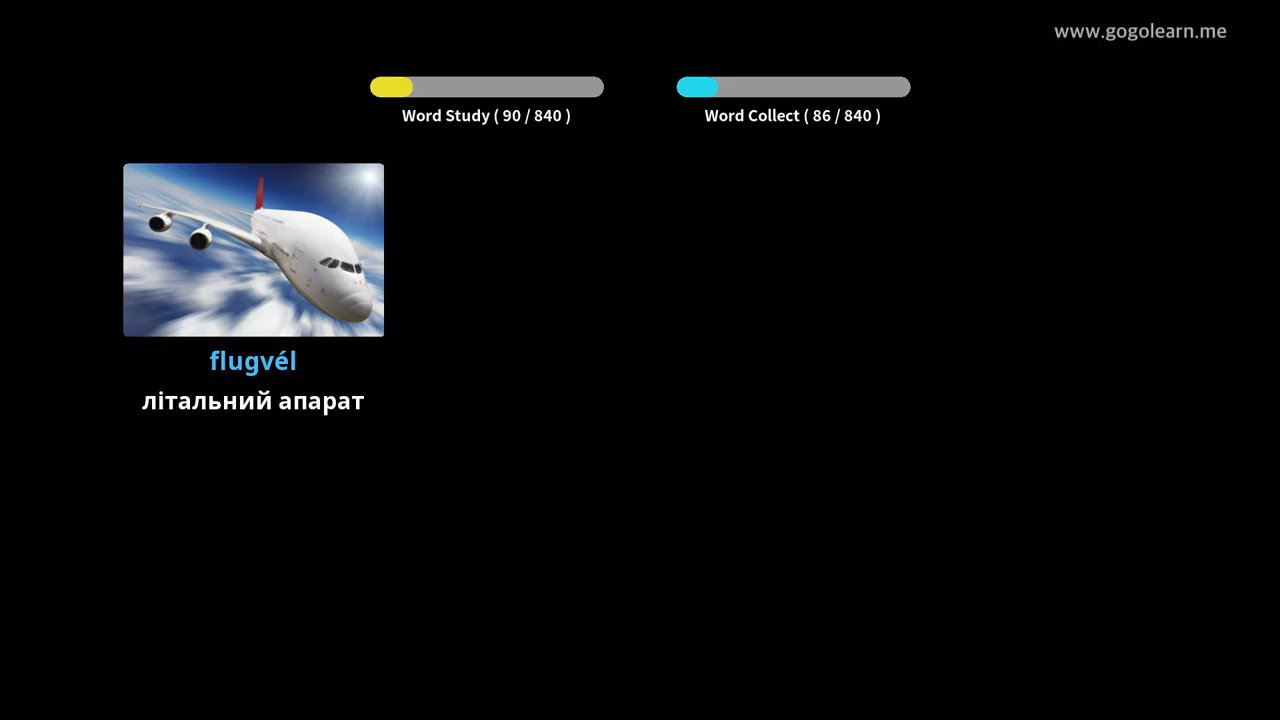 www.gogolearn.me
Word Study ( 90 / 840 )
Word Collect ( 86 / 840 )
flugvél
літальний апарат